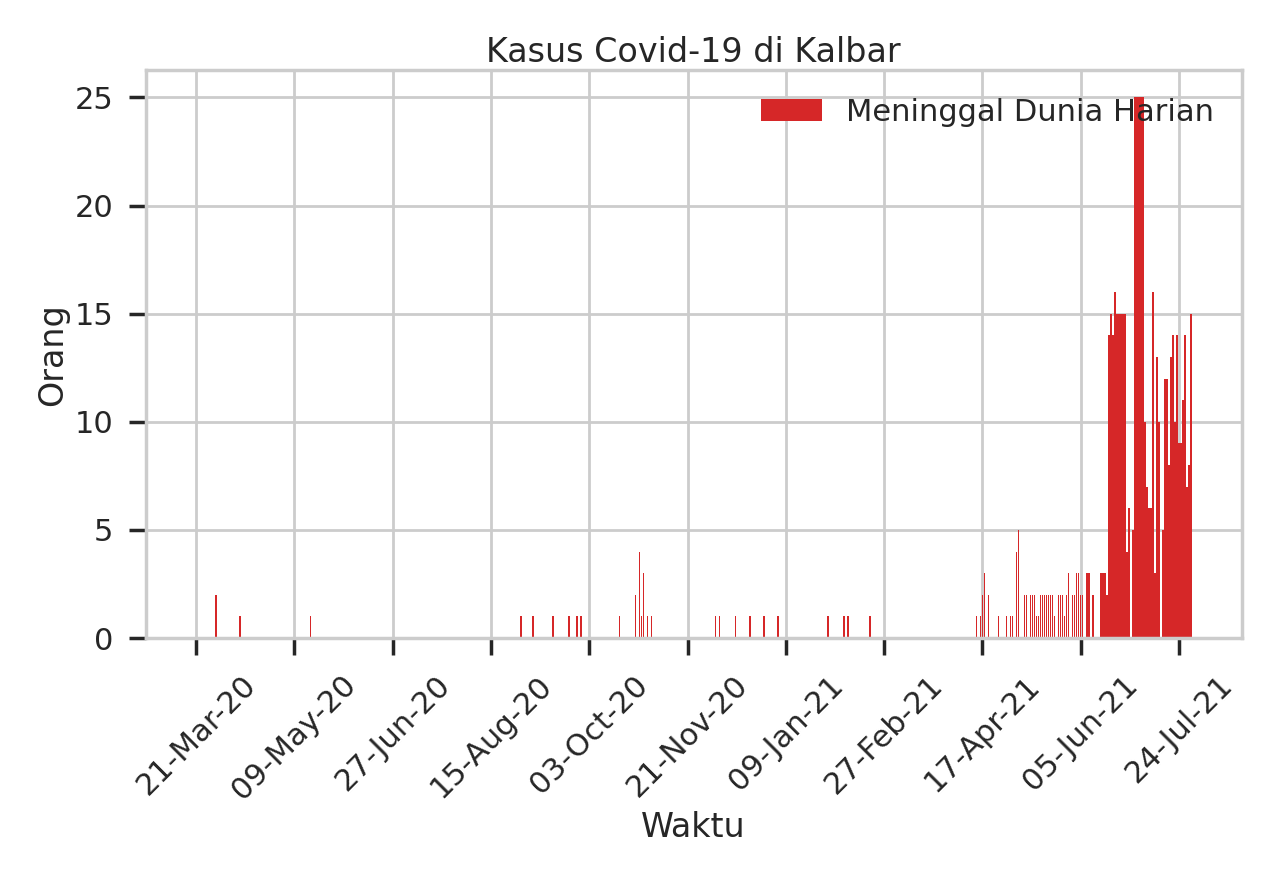 Kasus Covid-19 di Kalbar
Meninggal Dunia Harian
Orang
25
20
15
10
5
0
21-Mar-20
09-May-20
27-Jun-20
15-Aug-20
03-Oct-20
21-Nov-20
09-Jan-21
27-Feb-21
17-Apr-21
05-Jun-21
24-Jul-21
Waktu